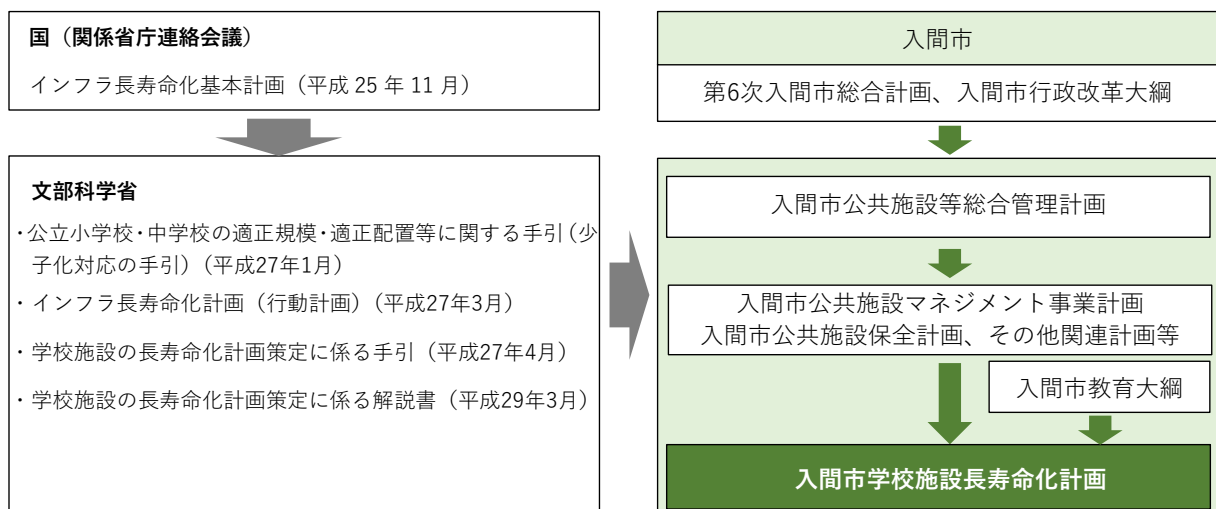 国（関係省庁連絡会議）
インフラ長寿命化基本計画（平成 25 年 11 月）
文部科学省
・公立小学校・中学校の適正規模・適正配置等に関する手引（少
子化対応の手引）（平成27年1月）
・インフラ長寿命化計画（行動計画）（平成27年3月）
・学校施設の長寿命化計画策定に係る手引（平成27年4月）
・学校施設の長寿命化計画策定に係る解説書（平成29年3月）
入間市
第6次入間市総合計画、入間市行政改革大綱
入間市公共施設等総合管理計画
入間市公共施設マネジメント事業計画
入間市公共施設保全計画、その他関連計画等
入間市教育大綱
入間市学校施設長寿命化計画